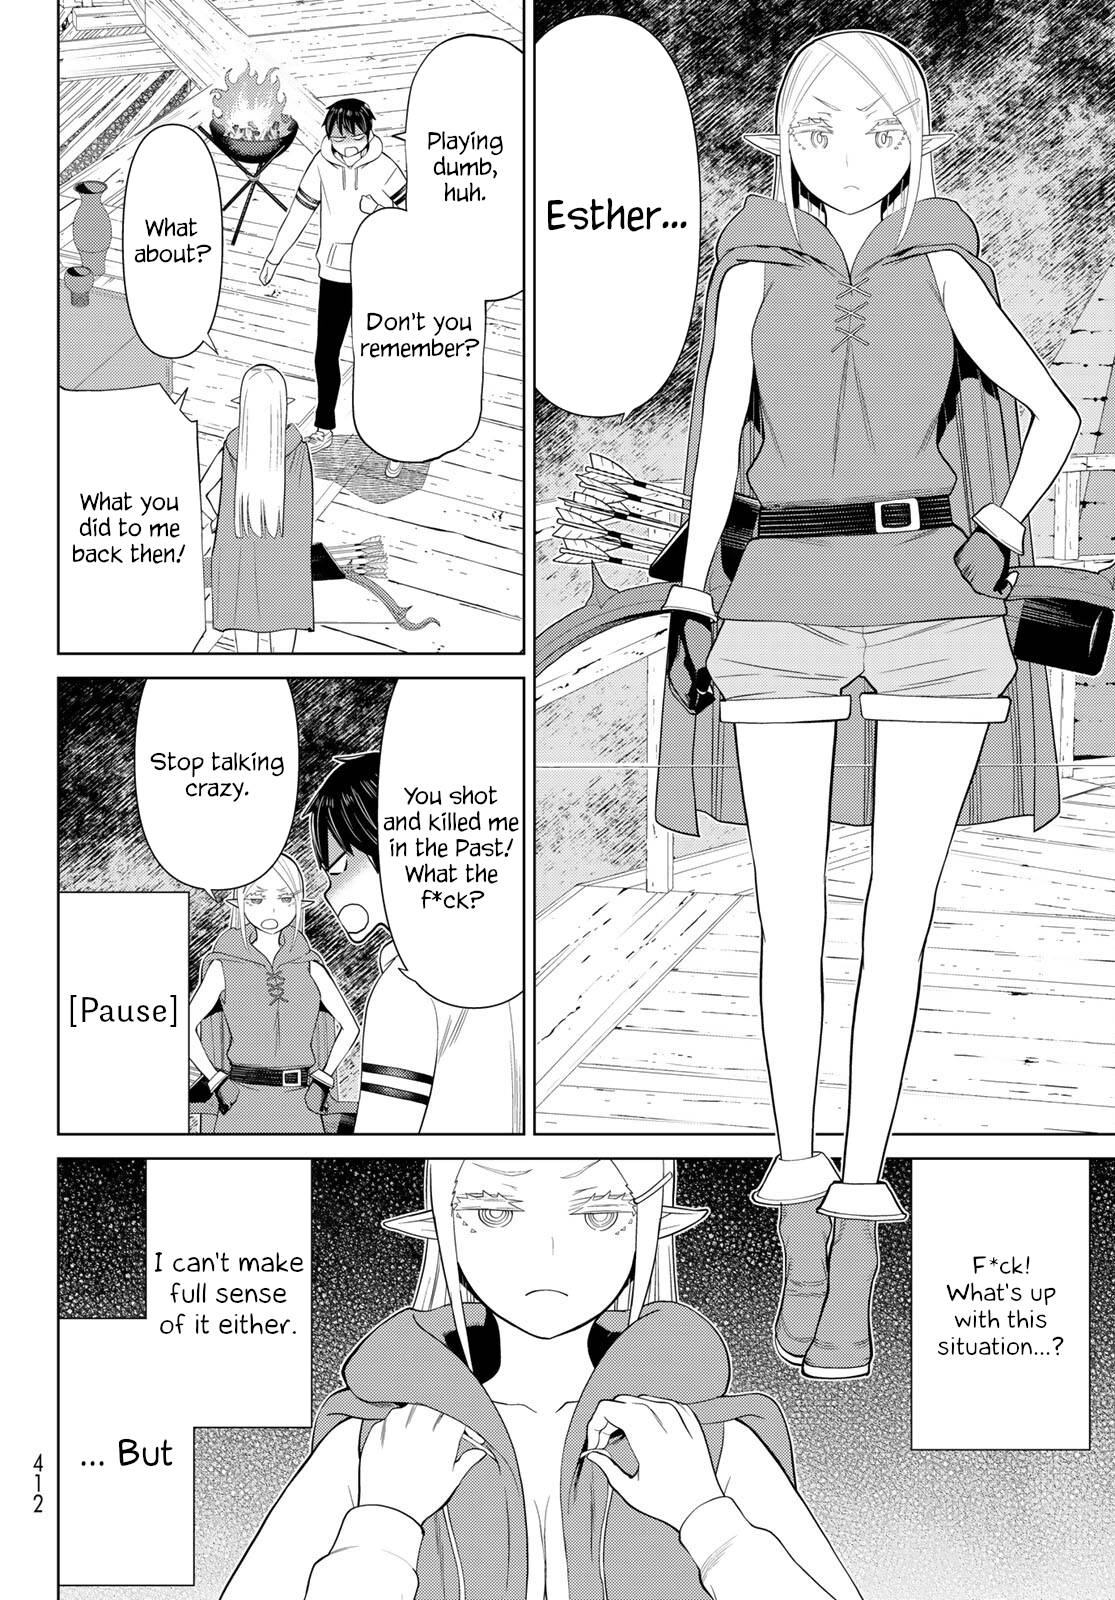 Esther...
Playing
dumb,
huh.
Don't you
remember?
What
about?
What you
did to me
back then!
You shot
and killed me
in the Past!
What the
f*ck?
Stop talking
crazy.
[Pause]
F*ck!
What's up
with this
situation...?
I can't make
full sense
of it either.
... But
412